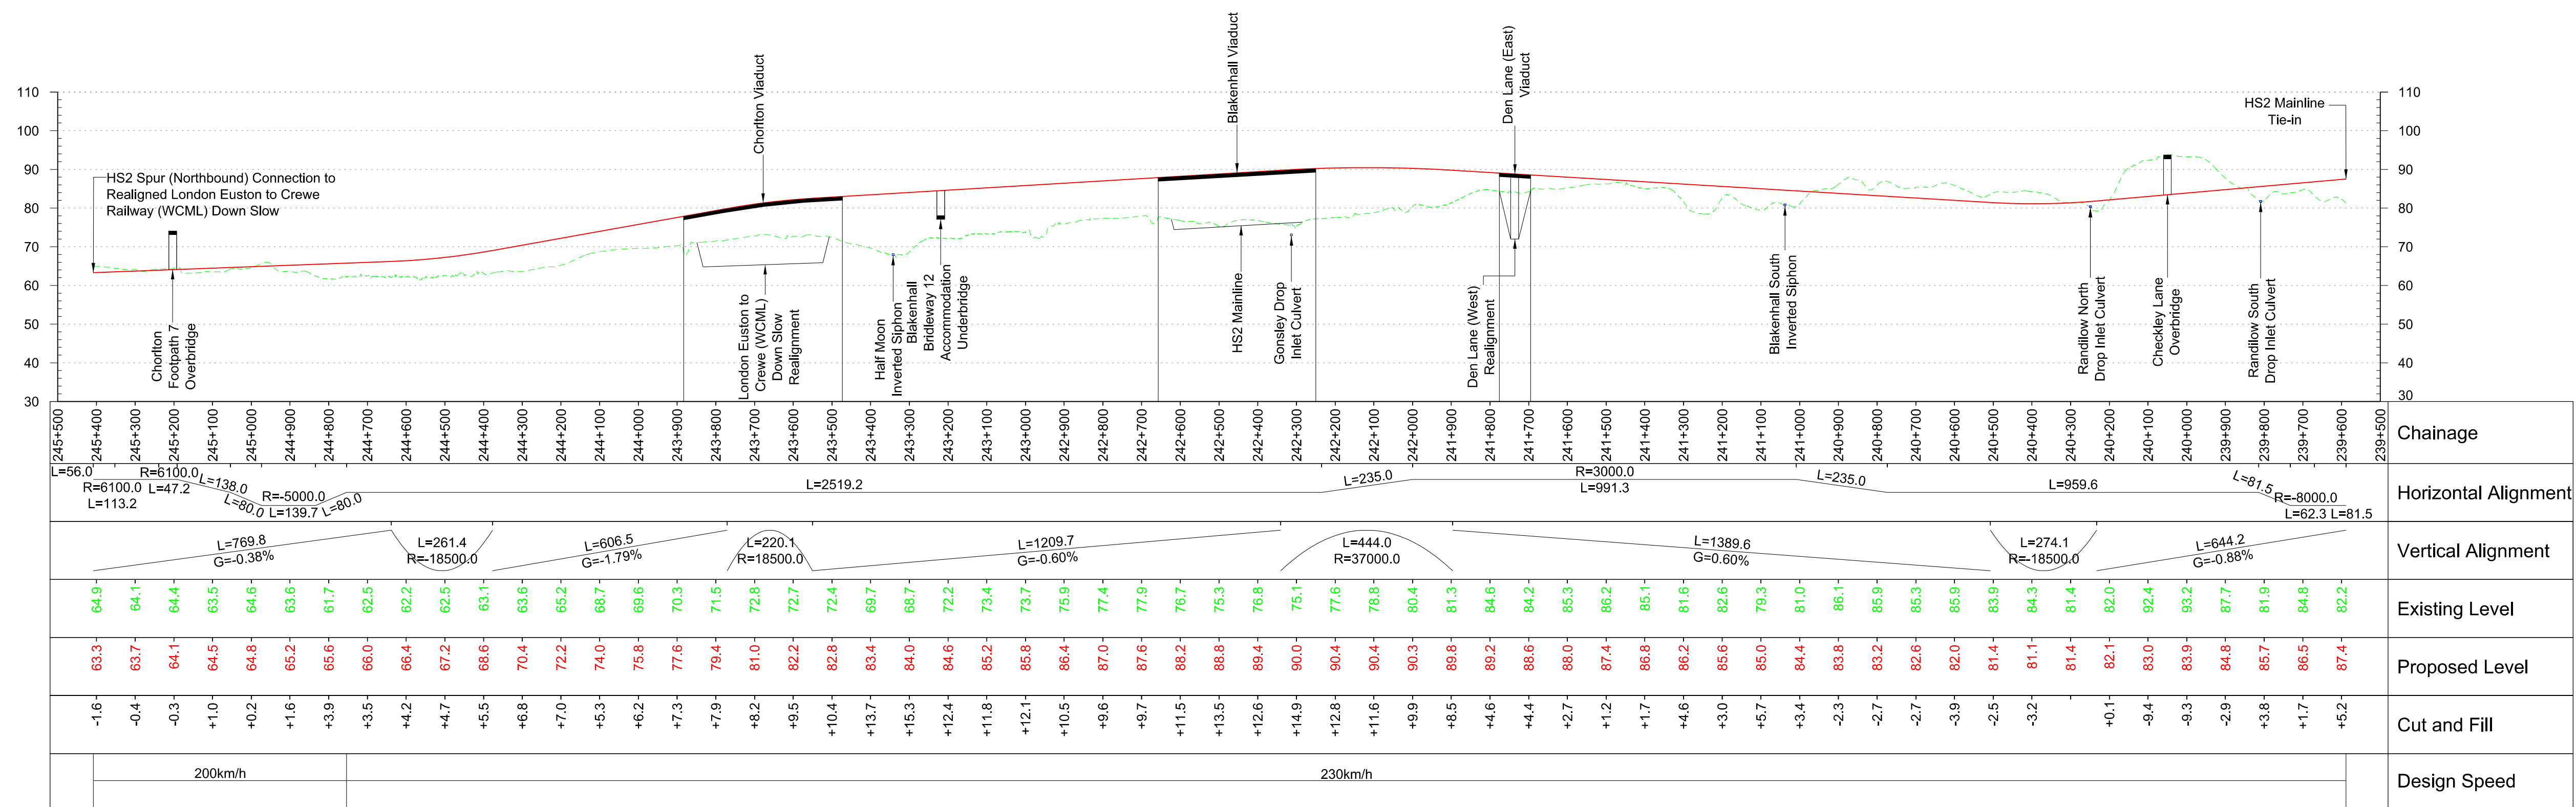 Chorlton Viaduct
Blakenhall Viaduct
Den Lane (East)
Viaduct
HS2 Mainline
Tie-in
HS2 Spur (Northbound) Connection to
Realigned London Euston to Crewe
Railway (WCML) Down Slow
110
100
90
80
70
60
50
40
30
110
100
90
80
70
60
50
40
30
Chorlton
Footpath 7
Overbridge
London Euston to
Crewe (WCML)
Down Slow
Realignment
Half Moon
Inverted Siphon
Blakenhall
Bridleway 12
Accommodation
Underbridge
HS2 Mainline
Gonsley Drop
Inlet Culvert
Den Lane (West)
Realignment
Blakenhall South
Inverted Siphon
Randilow North
Drop Inlet Culvert
Checkley Lane
Overbridge
Randilow South
Drop Inlet Culvert
245+500 245+400 245+300 245+200 245+100 245+000 244+900 244+800 244+700 244+600 244+500 244+400 244+300 244+200 244+100 244+000 243+900 243+800 243+700 243+600 243+500 243+400 243+300 243+200 243+100 243+000 242+900 242+800 242+700 242+600 242+500 242+400 242+300 242+200 242+100 242+000 241+900 241+800 241+700 241+600 241+500 241+400 241+300 241+200 241+100 241+000 240+900 240+800 240+700 240+600 240+500 240+400 240+300 240+200 240+100 240+000 239+900 239+800 239+700 239+600 239+500
Chainage
L=56.0
R=6100.0
L=113.2
R=6100.0
L=47.2
L=138.0
L=80.0
R=-5000.0
L=139.7
L=80.0
L=2519.2
L=235.0
R=3000.0
L=991.3
L=235.0
L=959.6
L=81.5
R=-8000.0
L=62.3 L=81.5
Horizontal Alignment
L=769.8
G=-0.38%
L=261.4
R=-18500.0
L=606.5
G=-1.79%
L=220.1
R=18500.0
L=1209.7
G=-0.60%
L=444.0
R=37000.0
L=1389.6
G=0.60%
L=274.1
R=-18500.0
L=644.2
G=-0.88%
Vertical Alignment
64.9 64.1 64.4 63.5 64.6 63.6 61.7 62.5 62.2 62.5 63.1 63.6 65.2 68.7 69.6 70.3 71.5 72.8 72.7 72.4 69.7 68.7 72.2 73.4 73.7 75.9 77.4 77.9 76.7 75.3 76.8 75.1 77.6 78.8 80.4 81.3 84.6 84.2 85.3 86.2 85.1 81.6 82.6 79.3 81.0 86.1 85.9 85.3 85.9 83.9 84.3 81.4 82.0 92.4 93.2 87.7 81.9 84.8 82.2
Existing Level
63.3 63.7 64.1 64.5 64.8 65.2 65.6 66.0 66.4 67.2 68.6 70.4 72.2 74.0 75.8 77.6 79.4 81.0 82.2 82.8 83.4 84.0 84.6 85.2 85.8 86.4 87.0 87.6 88.2 88.8 89.4 90.0 90.4 90.4 90.3 89.8 89.2 88.6 88.0 87.4 86.8 86.2 85.6 85.0 84.4 83.8 83.2 82.6 82.0 81.4 81.1 81.4 82.1 83.0 83.9 84.8 85.7 86.5 87.4
Proposed Level
-1.6 -0.4 -0.3 +1.0 +0.2 +1.6 +3.9 +3.5 +4.2 +4.7 +5.5 +6.8 +7.0 +5.3 +6.2 +7.3 +7.9 +8.2 +9.5 +10.4 +13.7 +15.3 +12.4 +11.8 +12.1 +10.5 +9.6 +9.7 +11.5 +13.5 +12.6 +14.9 +12.8 +11.6 +9.9 +8.5 +4.6 +4.4 +2.7 +1.2 +1.7 +4.6 +3.0 +5.7 +3.4 -2.3 -2.7 -2.7 -3.9 -2.5 -3.2 +0.1 -9.4 -9.3 -2.9 +3.8 +1.7 +5.2
Cut and Fill
200km/h
230km/h
Design Speed